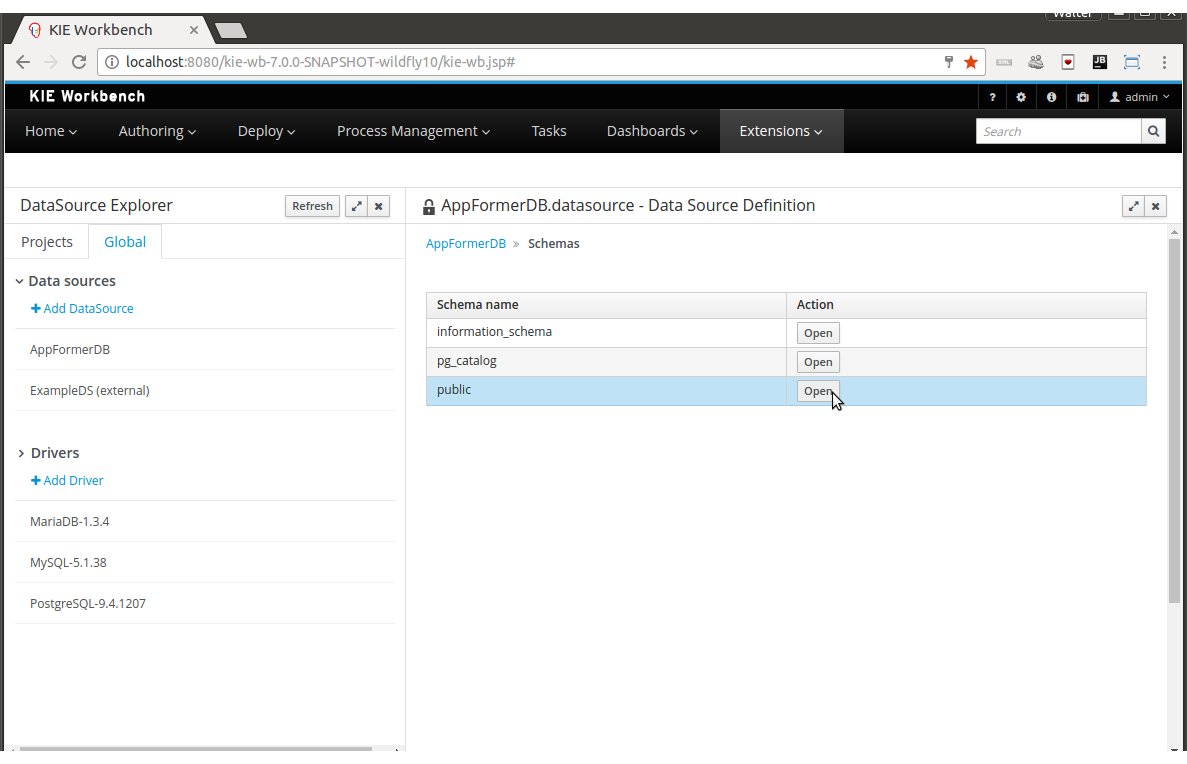 Walter
KIE Workbench
localhost:8080/kie-wb-7.0.0-SNAPSHOT-wildfly10/kie-wb.jsp#
JB
KIE Workbench
? admin
Home Authoring Deploy Process Management Tasks Dashboards Extensions Search
DataSource Explorer Refresh
AppFormerDB.datasource - Data Source Definition
Projects Global
AppFormerDB » Schemas
Data sources
Add DataSource
AppFormerDB
ExampleDS (external)
Drivers
Add Driver
MariaDB-1.3.4
MySQL-5.1.38
PostgreSQL-9.4.1207
Schema name Action
information_schema Open
pg_catalog Open
public Open